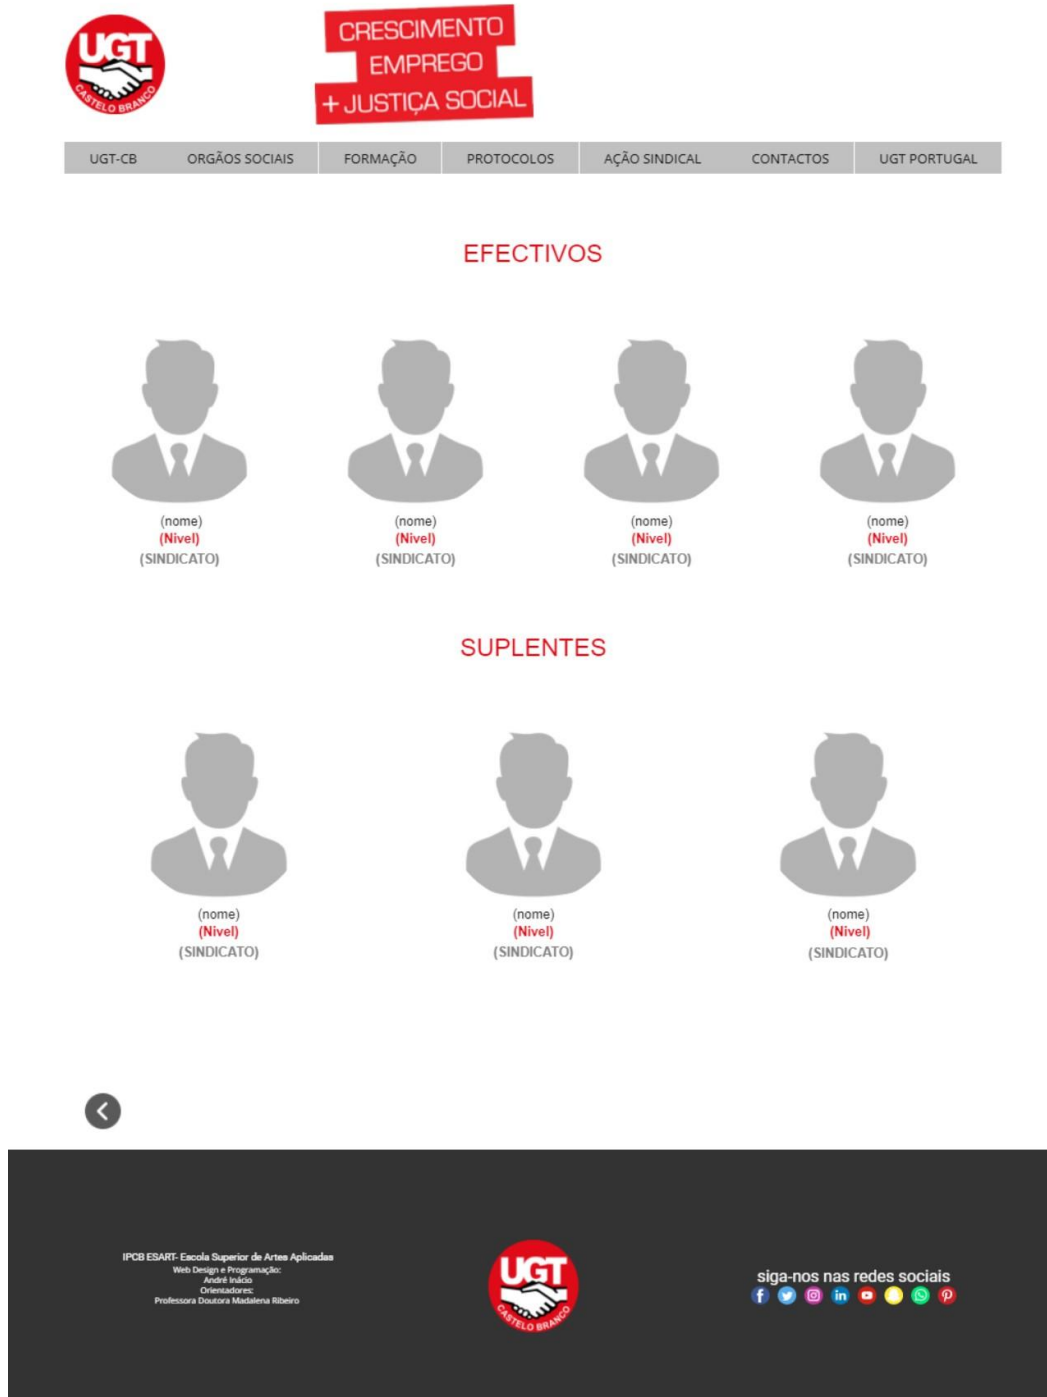 UGT
CASTELO BRANCO
CRESCIMENTO
EMPREGO
+ JUSTIÇA SOCIAL
UGT-CB ORGÃOS SOCIAIS FORMAÇÃO PROTOCOLOS AÇÃO SINDICAL CONTACTOS UGT PORTUGAL
EFECTIVOS
(nome) (nome) (nome) (nome)
(Nivel) (Nivel) (Nivel) (Nivel)
(SINDICATO) (SINDICATO) (SINDICATO) (SINDICATO)
SUPLENTES
(nome) (nome) (nome)
(Nivel) (Nivel) (Nivel)
(SINDICATO) (SINDICATO) (SINDICATO)
IPCB ESART- Escola Superior de Artes Aplicadas
Web Design e Programação:
André Inácio
Orientadores:
Professora Doutora Madalena Ribeiro
UGT
CASTELO BRANCO
siga-nos nas redes sociais